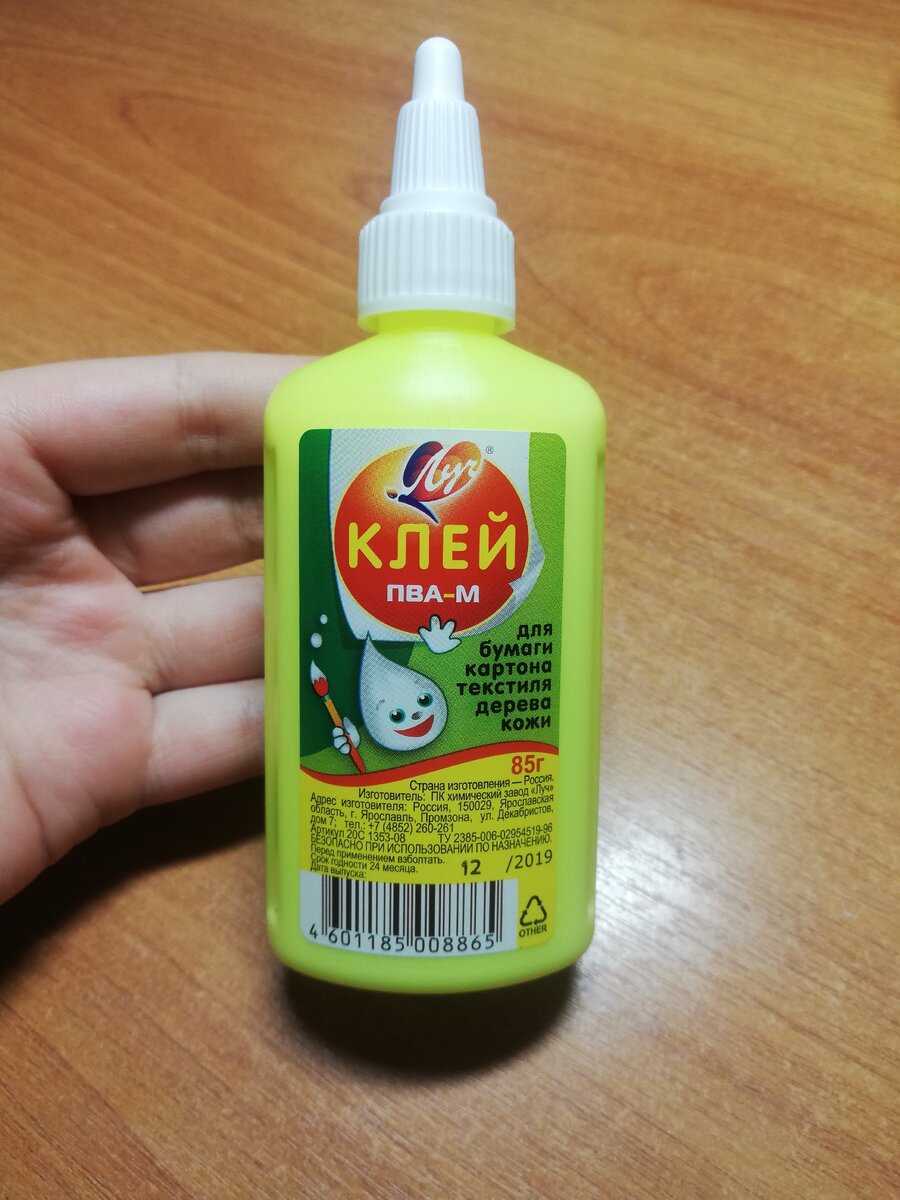 Луч®
КЛЕЙ
ПВА-М
для
бумаги
картона
текстиля
дерева
кожи
85г
Страна изготовления — Россия.
Изготовитель: ПК химический завод «Луч»
Адрес изготовителя: Россия, 150029, Ярославская
область, г. Ярославль, Промзона, ул. Декабристов,
дом 7; тел.: +7 (4852) 260-261
Артикул 20С 1353-08 ТУ 2385-006-02954519-96
БЕЗОПАСНО ПРИ ИСПОЛЬЗОВАНИИ ПО НАЗНАЧЕНИЮ.
Перед применением взболтать.
Срок годности 24 месяца.
Дата выпуска: 12 /2019
4 601185 008865
OTHER